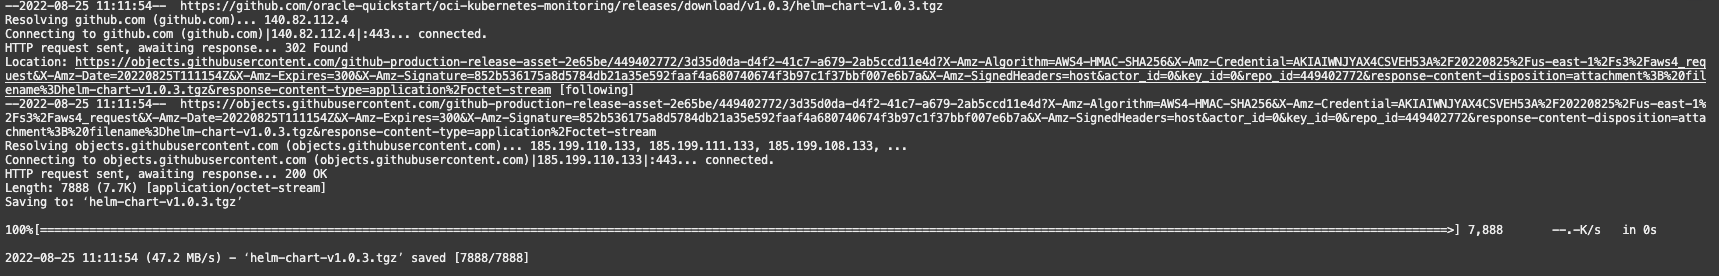 --2022-08-25 11:11:54--  https://github.com/oracle-quickstart/oci-kubernetes-monitoring/releases/download/v1.0.3/helm-chart-v1.0.3.tgz
Resolving github.com (github.com)... 140.82.112.4
Connecting to github.com (github.com)|140.82.112.4|:443... connected.
HTTP request sent, awaiting response... 302 Found
Location: https://objects.githubusercontent.com/github-production-release-asset-2e65be/449402772/3d35d0da-d4f2-41c7-a679-2ab5ccd11e4d?X-Amz-Algorithm=AWS4-HMAC-SHA256&X-Amz-Credential=AKIAIWNJYAX4CSVEH53A%2F20220825%2Fus-east-1%2Fs3%2Faws4_req
uest&X-Amz-Date=20220825T111154Z&X-Amz-Expires=300&X-Amz-Signature=852b536175a8d5784db21a35e592faaf4a680740674f3b97c1f37bbf007e6b7a&X-Amz-SignedHeaders=host&actor_id=0&key_id=0&repo_id=449402772&response-content-disposition=attachment%3B%20fil
ename%3Dhelm-chart-v1.0.3.tgz&response-content-type=application%2Foctet-stream [following]
--2022-08-25 11:11:54--  https://objects.githubusercontent.com/github-production-release-asset-2e65be/449402772/3d35d0da-d4f2-41c7-a679-2ab5ccd11e4d?X-Amz-Algorithm=AWS4-HMAC-SHA256&X-Amz-Credential=AKIAIWNJYAX4CSVEH53A%2F20220825%2Fus-east-1%
2Fs3%2Faws4_request&X-Amz-Date=20220825T111154Z&X-Amz-Expires=300&X-Amz-Signature=852b536175a8d5784db21a35e592faaf4a680740674f3b97c1f37bbf007e6b7a&X-Amz-SignedHeaders=host&actor_id=0&key_id=0&repo_id=449402772&response-content-disposition=atta
chment%3B%20filename%3Dhelm-chart-v1.0.3.tgz&response-content-type=application%2Foctet-stream
Resolving objects.githubusercontent.com (objects.githubusercontent.com)... 185.199.110.133, 185.199.111.133, 185.199.108.133, ...
Connecting to objects.githubusercontent.com (objects.githubusercontent.com)|185.199.110.133|:443... connected.
HTTP request sent, awaiting response... 200 OK
Length: 7888 (7.7K) [application/octet-stream]
Saving to: ‘helm-chart-v1.0.3.tgz’
100%[=====================================================================================================================================================================================================>] 7,888       --.-K/s   in 0s
2022-08-25 11:11:54 (47.2 MB/s) - ‘helm-chart-v1.0.3.tgz’ saved [7888/7888]